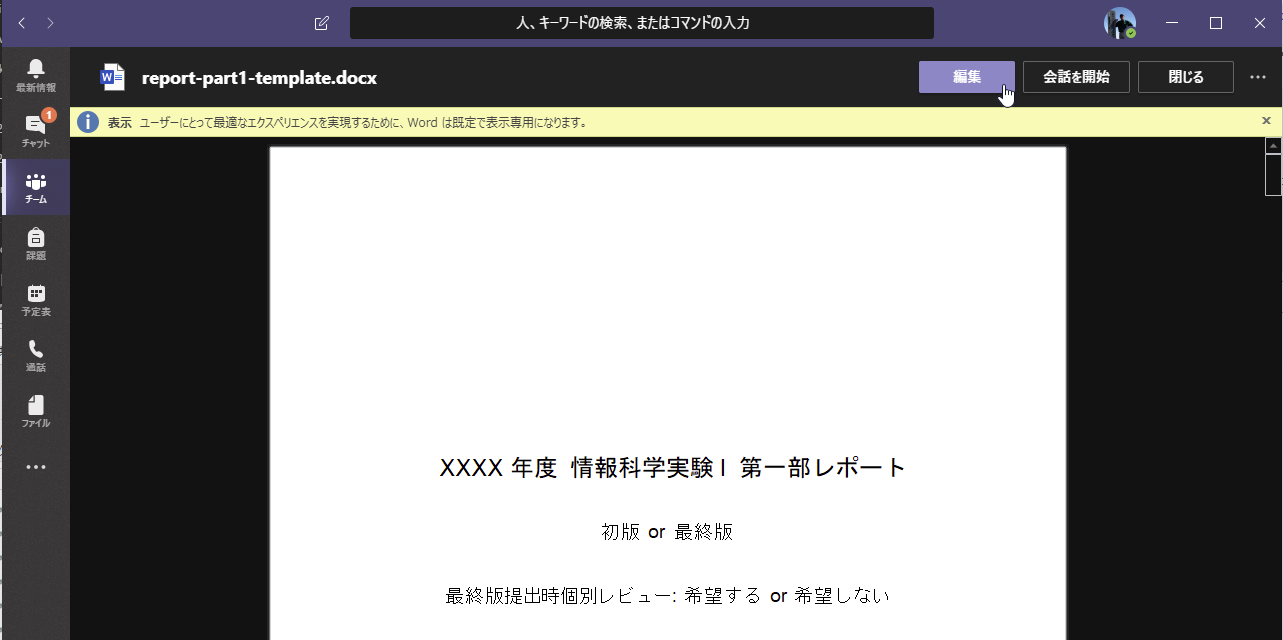 人、キーワードの検索、またはコマンドの入力
最新情報
1
チャット
チーム
課題
予定表
通話
ファイル
W
report-part1-template.docx
編集
会話を開始
閉じる
i
表示 ユーザーにとって最適なエクスペリエンスを実現するために、Word は既定で表示専用になります。
XXXX 年度 情報科学実験 I 第一部レポート
初版 or 最終版
最終版提出時個別レビュー: 希望する or 希望しない